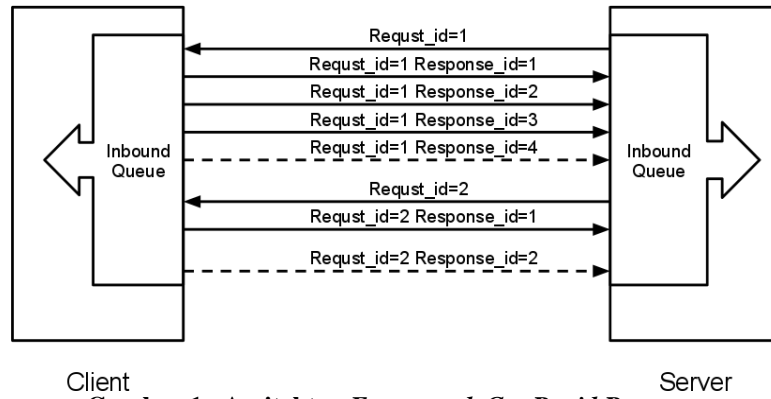 Requst_id=1
Requst_id=1 Response_id=1
Requst_id=1 Response_id=2
Requst_id=1 Response_id=3
Requst_id=1 Response_id=4
Inbound
Queue
Inbound
Queue
Requst_id=2
Requst_id=2 Response_id=1
Requst_id=2 Response_id=2
Client
Server